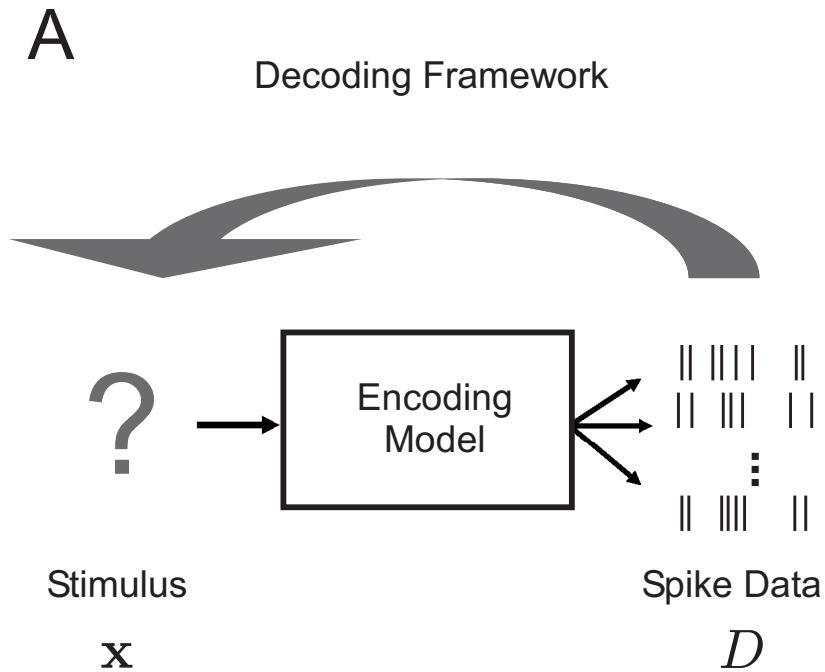 A
Decoding Framework
?
Encoding
Model
Stimulus
Spike Data
x
D